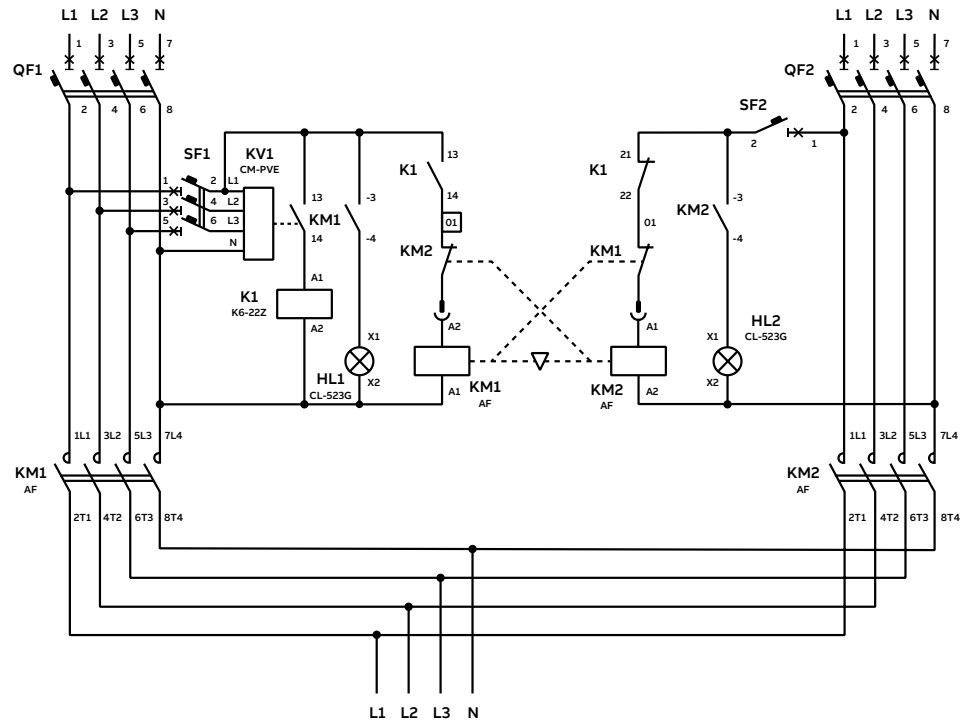 L1 L2 L3 N
L1 L2 L3 N
1 3 5 7
1 3 5 7
QF1
QF2
2 4 6 8
2 4 6 8
SF2
2 1
SF1
KV1
CM-PVE
K1
13
14
K1
21
22
1 2 L1
3 4 L2
5 6 L3
N
13
14
KM1
-3
-4
01
KM2
01
KM1
KM2
-3
-4
A1
K1
K6-22Z
A2
X1
X2
HL1
CL-523G
A2
A1
KM1
AF
A1
A2
KM2
AF
X1
X2
HL2
CL-523G
1L1 3L2 5L3 7L4
1L1 3L2 5L3 7L4
KM1
AF
KM2
AF
2T1 4T2 6T3 8T4
2T1 4T2 6T3 8T4
L1 L2 L3 N